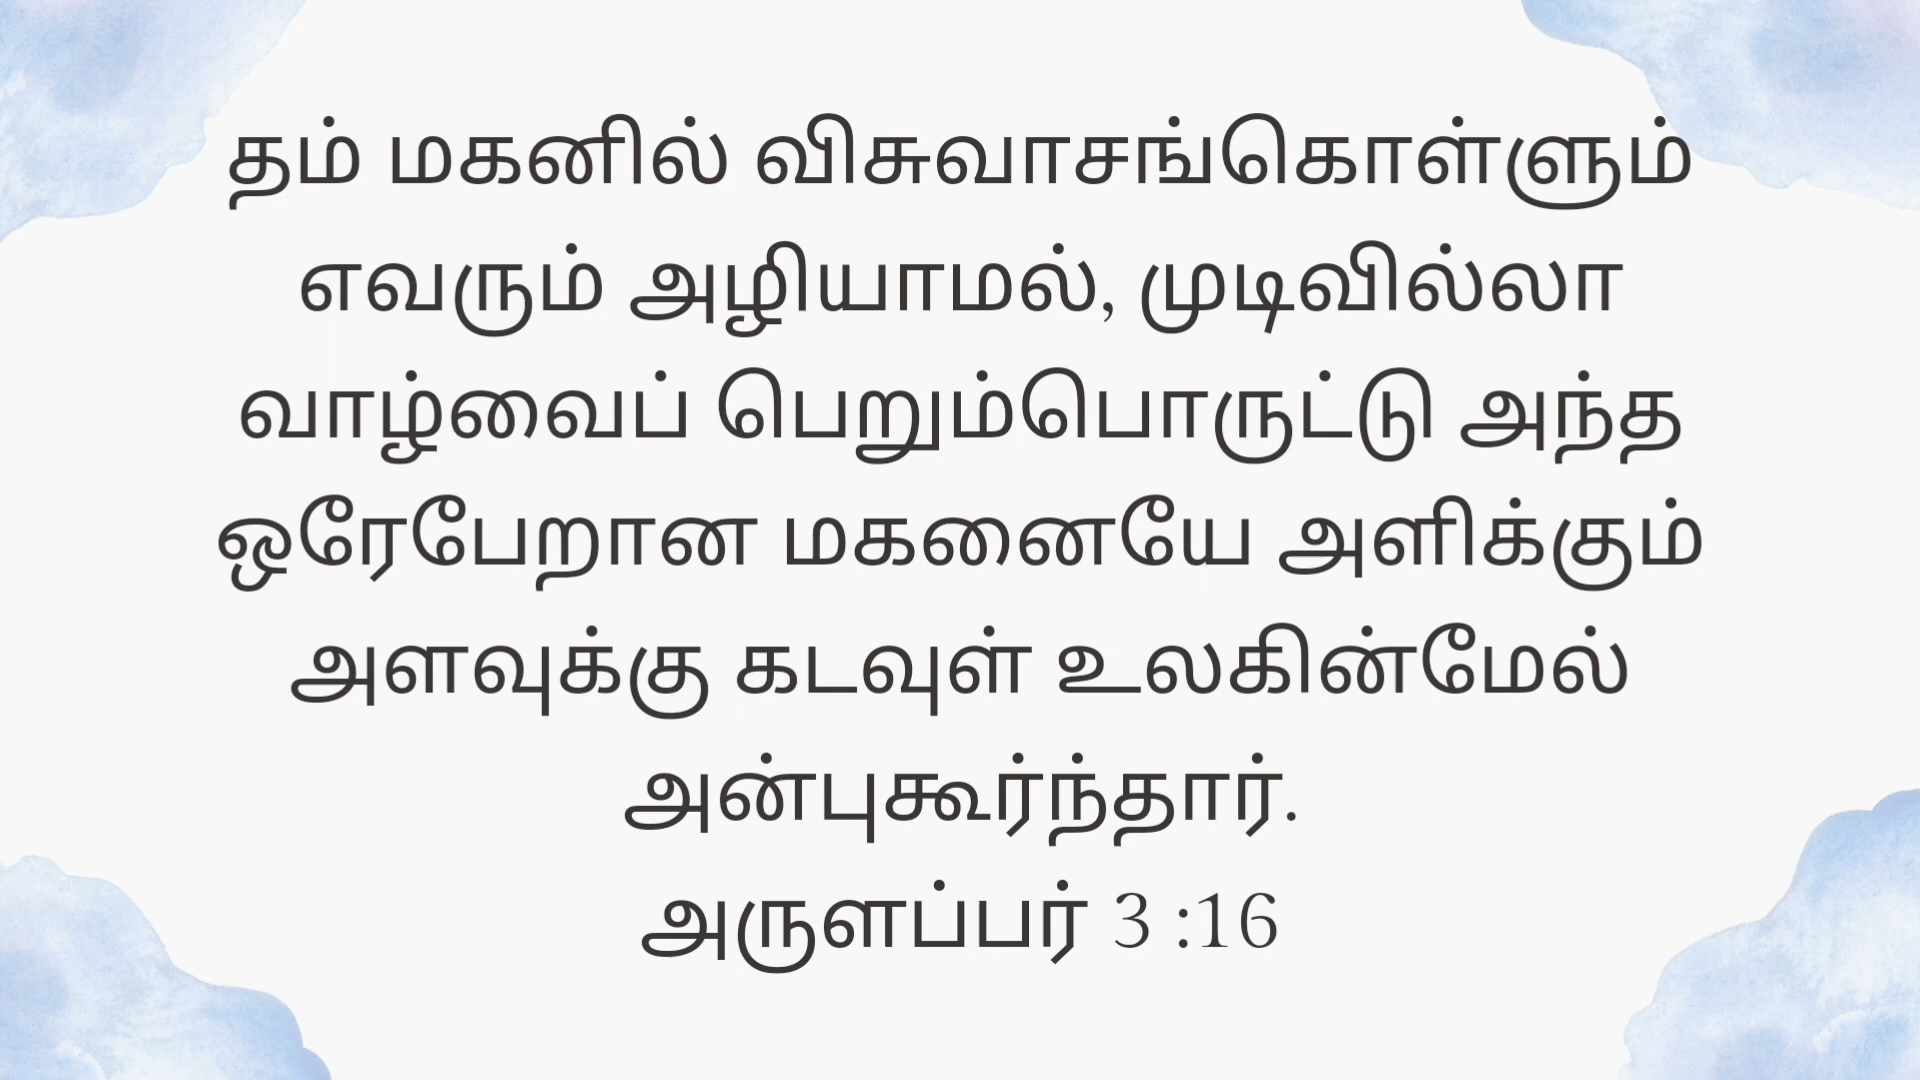 தம் மகனில் விசுவாசங்கொள்ளும்
எவரும் அழியாமல், முடிவில்லா
வாழ்வைப் பெறும்பொருட்டு அந்த
ஒரேபேறான மகனையே அளிக்கும்
அளவுக்கு கடவுள் உலகின்மேல்
அன்புகூர்ந்தார்.
அருளப்பர் 3 :16